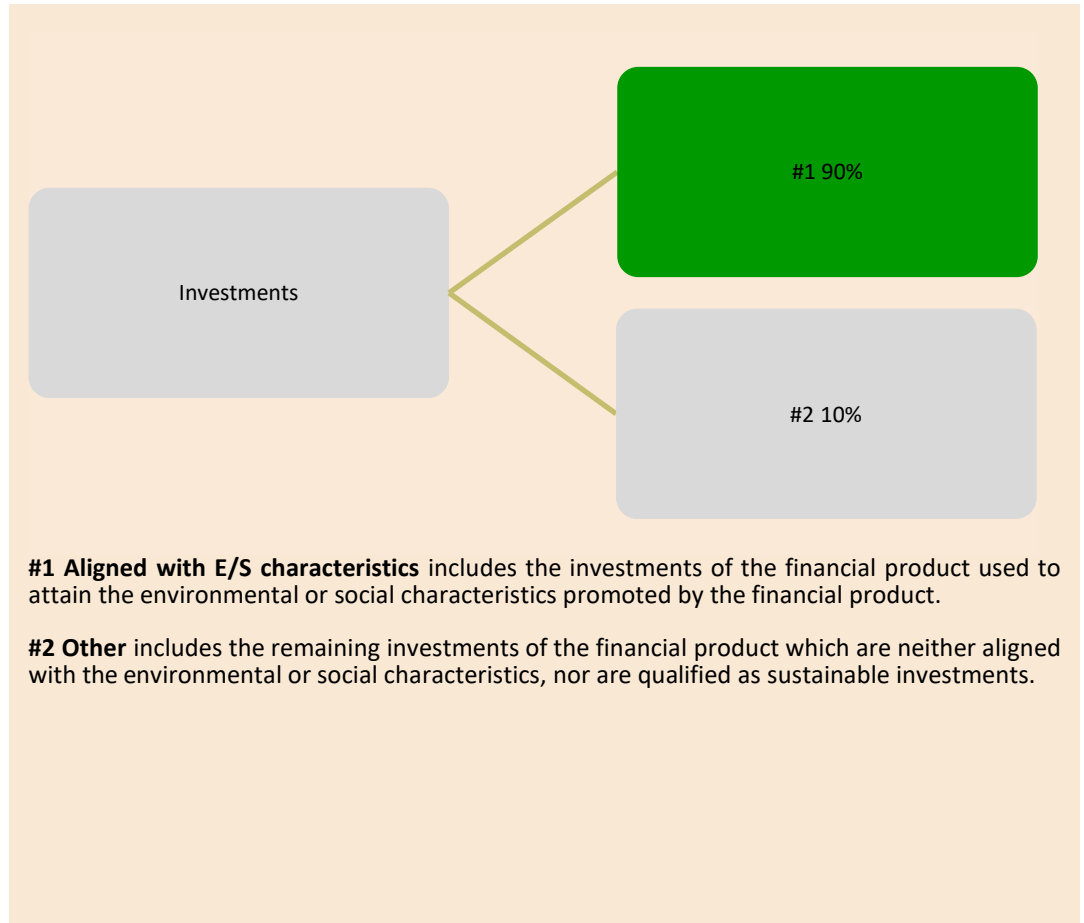 #1 90%
Investments
#2 10%
#1 Aligned with E/S characteristics includes the investments of the financial product used to
attain the environmental or social characteristics promoted by the financial product.
#2 Other includes the remaining investments of the financial product which are neither aligned
with the environmental or social characteristics, nor are qualified as sustainable investments.